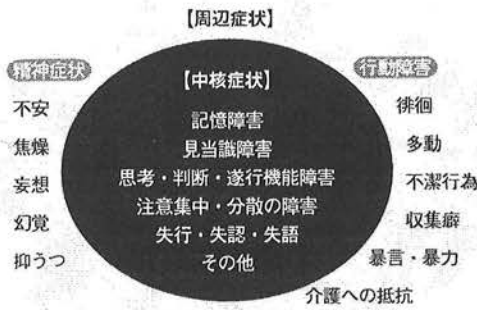 【周辺症状】
精神症状
不安
焦燥
妄想
幻覚
抑うつ
【中核症状】
記憶障害
見当識障害
思考・判断・遂行機能障害
注意集中・分散の障害
失行・失認・失語
その他
行動障害
徘徊
多動
不潔行為
収集癖
暴言・暴力
介護への抵抗